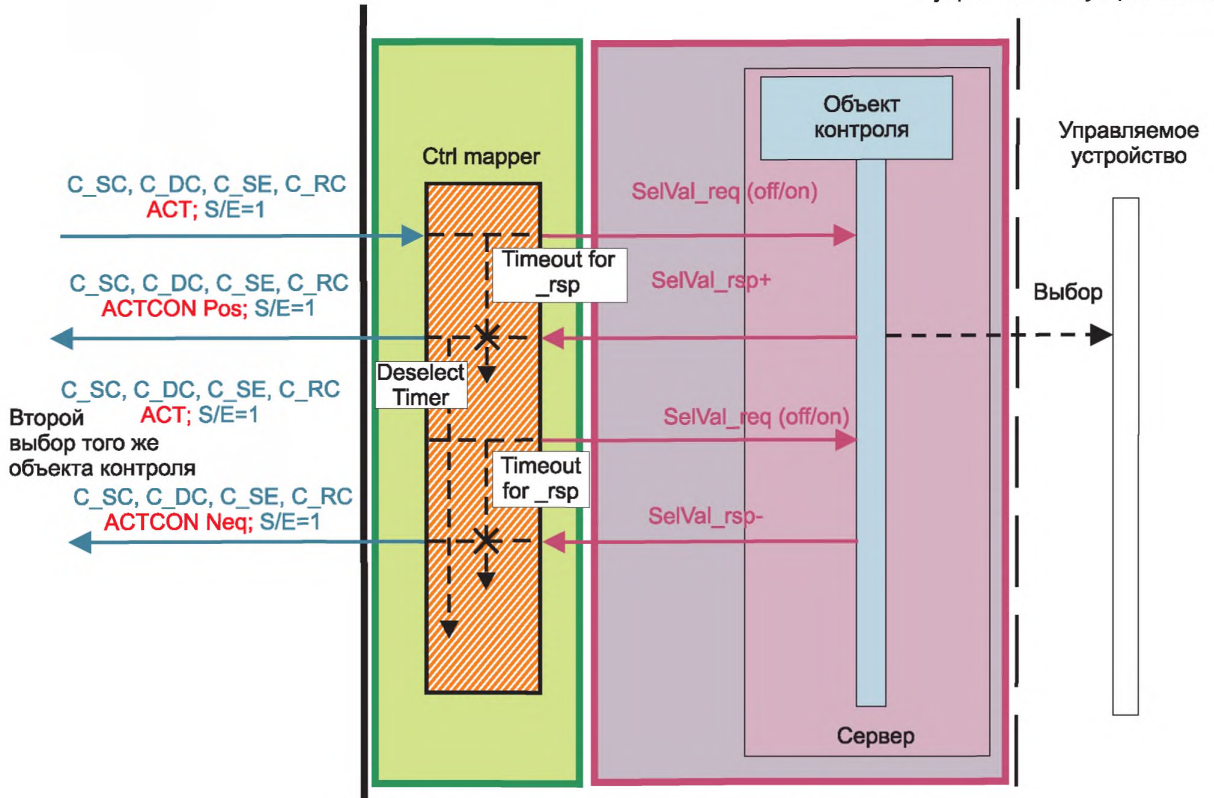 Объект
контроля
Управляемое
устройство
Ctrl mapper
C_SC, C_DC, C_SE, C_RC
ACT; S/E=1
SelVal_req (off/on)
Timeout for
_rsp
SelVal_rsp+
C_SC, C_DC, C_SE, C_RC
ACTCON Pos; S/E=1
Выбор
Deselect
Timer
C_SC, C_DC, C_SE, C_RC
ACT; S/E=1
SelVal_req (off/on)
Второй
выбор того же
объекта контроля
Timeout
for _rsp
C_SC, C_DC, C_SE, C_RC
ACTCON Neq; S/E=1
SelVal_rsp-
Сервер